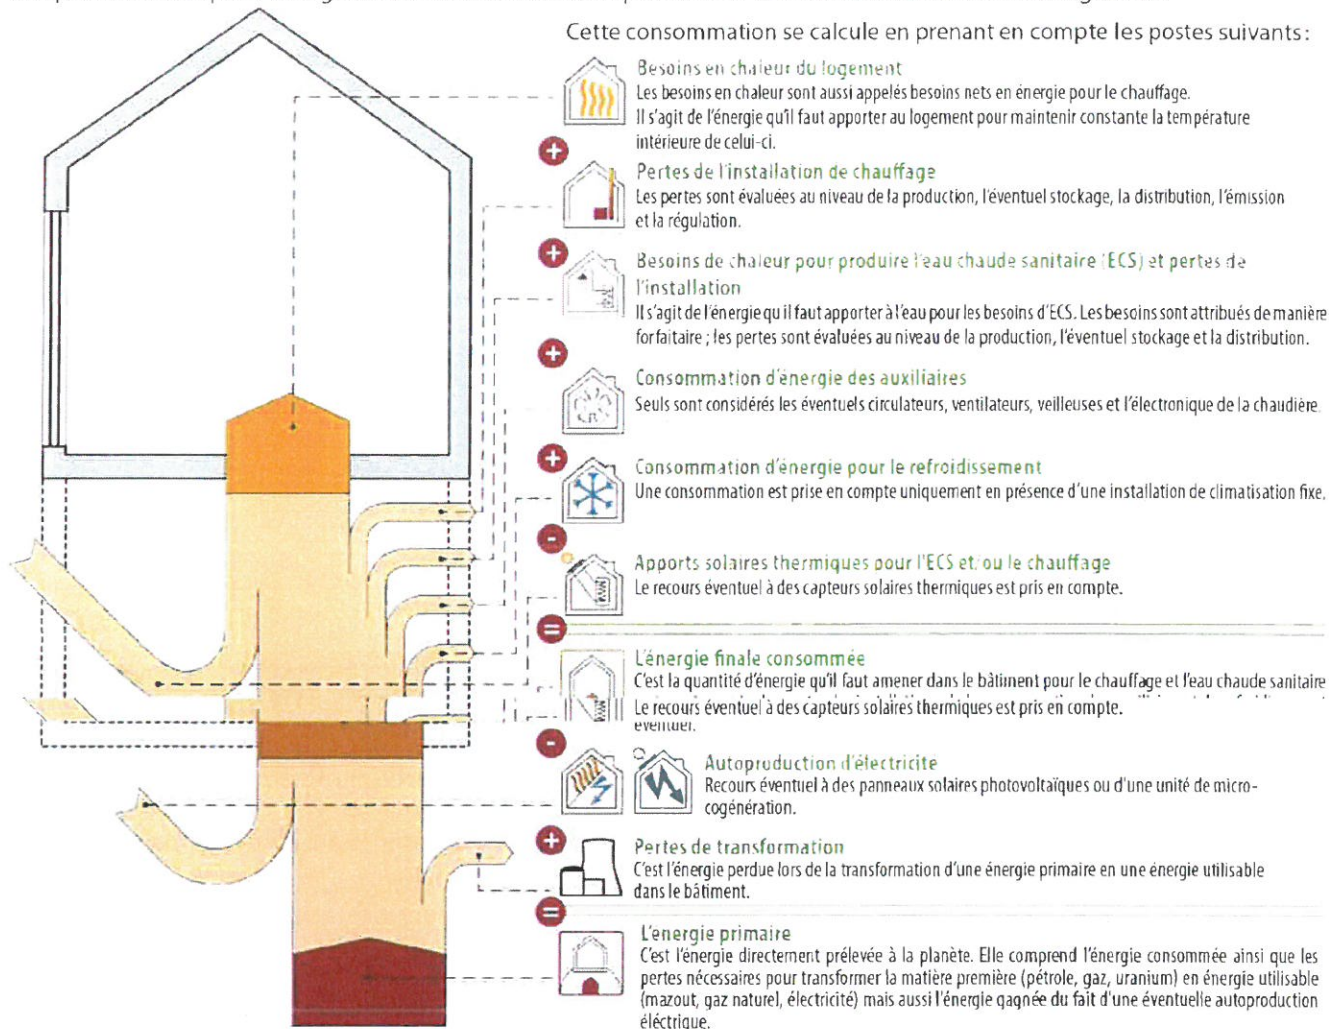 Cette consommation se calcule en prenant en compte les postes suivants :
Besoins en chaleur du logement
Les besoins en chaleur sont aussi appelés besoins nets en énergie pour le chauffage.
Il s'agit de l'énergie qu'il faut apporter au logement pour maintenir constante la température
intérieure de celui-ci.
+
Pertes de l'installation de chauffage
Les pertes sont évaluées au niveau de la production, l'éventuel stockage, la distribution, l'émission
et la régulation.
+
Besoins de chaleur pour produire l'eau chaude sanitaire (ECS) et pertes de
l'installation
Il s'agit de l'énergie qu il faut apporter à l'eau pour les besoins d'ECS. Les besoins sont attribués de manière
forfaitaire ; les pertes sont évaluées au niveau de la production, l'éventuel stockage et la distribution.
+
Consommation d'énergie des auxiliaires
Seuls sont considérés les éventuels circulateurs, ventilateurs, veilleuses et l'électronique de la chaudière.
+
Consommation d'énergie pour le refroidissement
Une consommation est prise en compte uniquement en présence d'une installation de climatisation fixe.
-
Apports solaires thermiques pour l'ECS et/ou le chauffage
Le recours éventuel à des capteurs solaires thermiques est pris en compte.
=
L'énergie finale consommée
C'est la quantité d'énergie qu'il faut amener dans le bâtiment pour le chauffage et l'eau chaude sanitaire
Le recours éventuel à des capteurs solaires thermiques est pris en compte.
éventuel.
-
Autoproduction d'électricité
Recours éventuel à des panneaux solaires photovoltaïques ou d'une unité de micro-
cogénération.
+
Pertes de transformation
C'est l'énergie perdue lors de la transformation d'une énergie primaire en une énergie utilisable
dans le bâtiment.
=
L'energie primaire
C'est l'énergie directement prélevée à la planète. Elle comprend l'énergie consommée ainsi que les
pertes nécessaires pour transformer la matière première (pétrole, gaz, uranium) en énergie utilisable
(mazout, gaz naturel, électricité) mais aussi l'énergie gagnée du fait d'une éventuelle autoproduction
éléctrique.